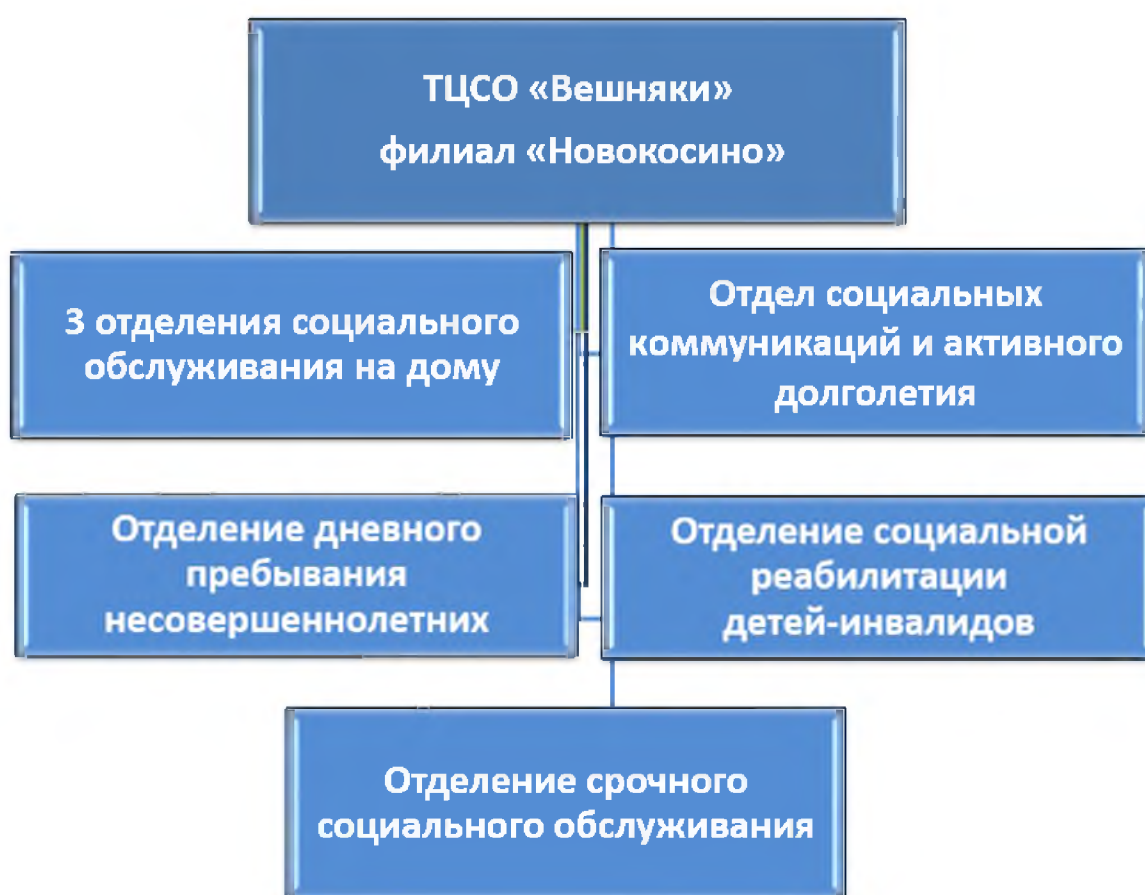 ТЦСО «Вешняки»
филиал «Новокосино»
3 отделения социального
обслуживания на дому
Отдел социальных
коммуникаций и активного
долголетия
Отделение дневного
пребывания
несовершеннолетних
Отделение социальной
реабилитации
детей-инвалидов
Отделение срочного
социального обслуживания